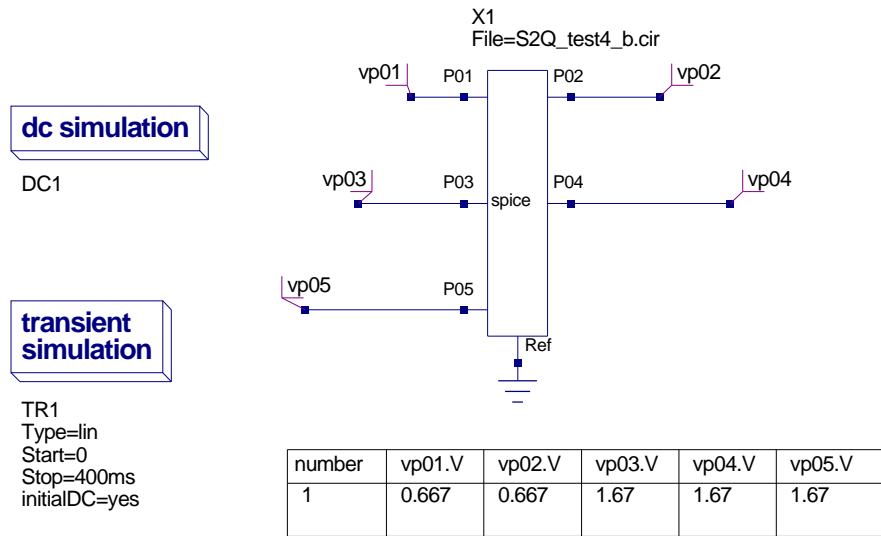 X1
File=S2Q_test4_b.cir
vp01
P01
P02
vp02
dc simulation
DC1
vp03
P03
spice
P04
vp04
vp05
P05
Ref
transient
simulation
TR1
Type=lin
Start=0
Stop=400ms
initialDC=yes
number vp01.V vp02.V vp03.V vp04.V vp05.V
1 0.667 0.667 1.67 1.67 1.67